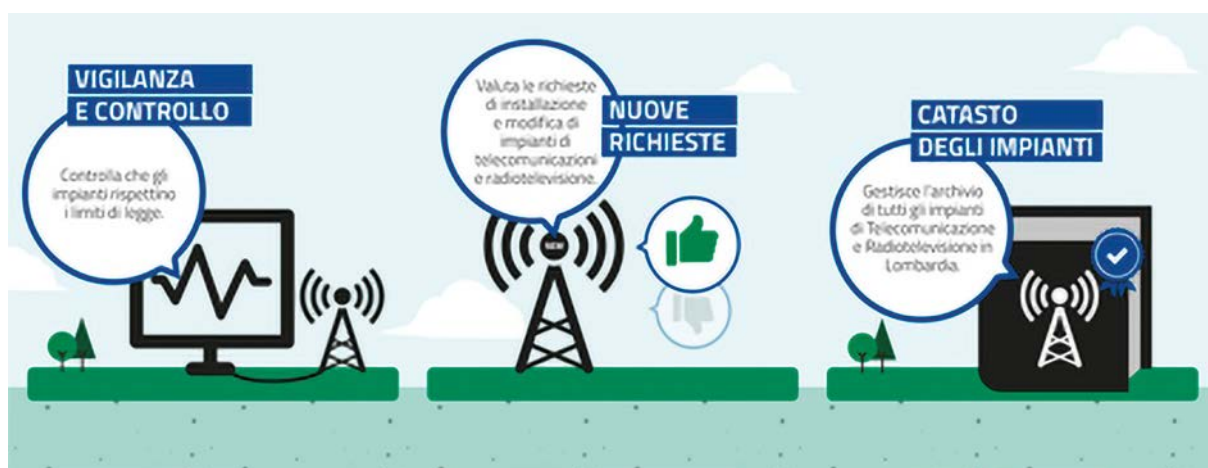 VIGILANZA
E CONTROLLO
Controlla che gli
impianti rispettino
i limiti di legge.
Valuta le richieste
di installazione
e modifica di
impianti di
telecomunicazioni
e radiotelevisione.
NUOVE
RICHIESTE
NEW
CATASTO
DEGLI IMPIANTI
Gestisce l'archivio
di tutti gli impianti
di Telecomunicazione
e Radiotelevisione in
Lombardia.